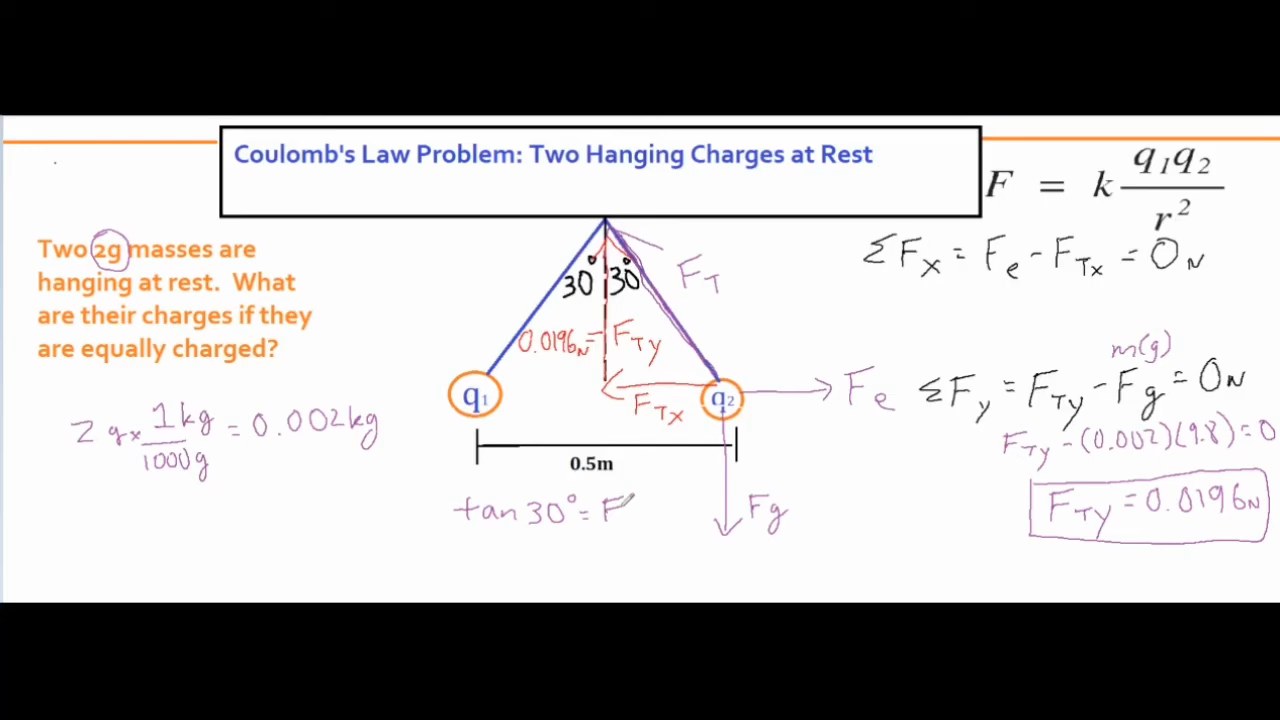 Coulomb's Law Problem: Two Hanging Charges at Rest
F = k q₁q₂ / r²
Two 2g masses are
hanging at rest. What
are their charges if they
are equally charged?
2 g x 1kg / 1000g = 0.002kg
30° 30°
F_T
0.0196N = F_Ty
F_Tx
q₁
q₂
F_e
0.5m
F_g
tan 30° = F
ΣF_x = F_e - F_Tx = 0N
m(g)
ΣF_y = F_Ty - F_g = 0N
F_Ty - (0.002)(9.8) = 0
F_Ty = 0.0196N